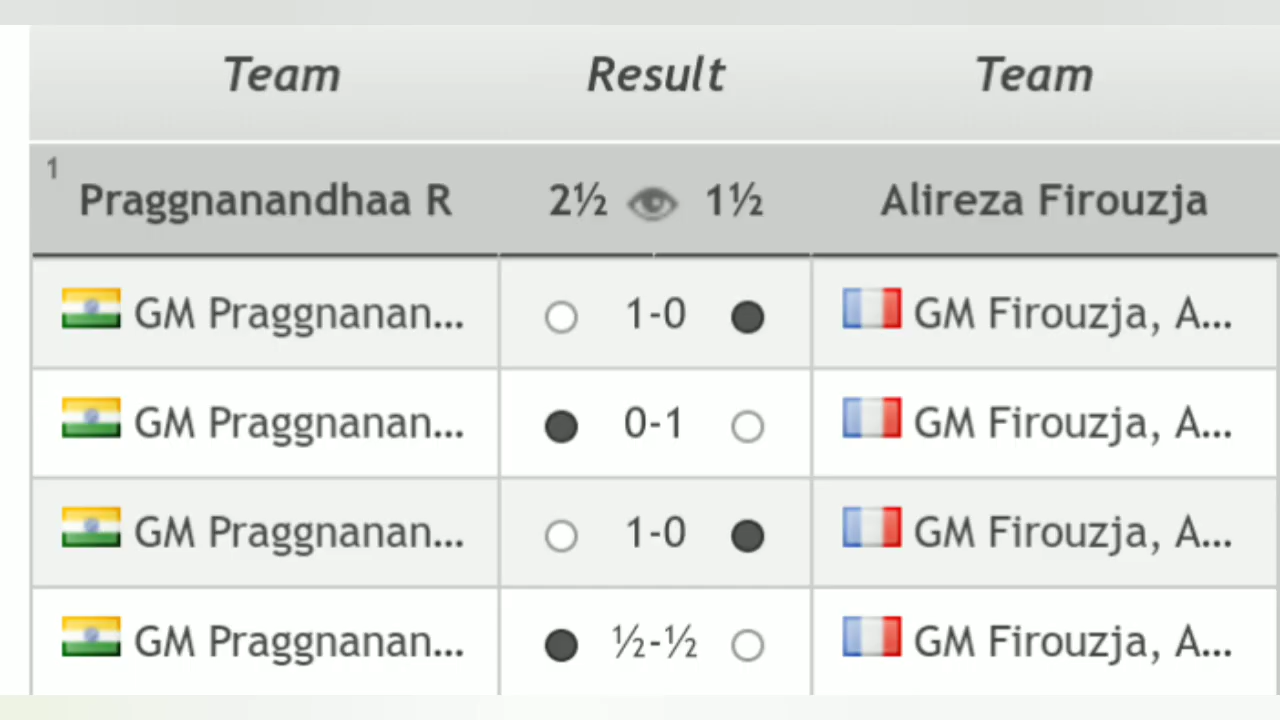 Team Result Team
1 Praggnanandhaa R 2½ 1½ Alireza Firouzja
GM Praggnanan... 1-0 GM Firouzja, A...
GM Praggnanan... 0-1 GM Firouzja, A...
GM Praggnanan... 1-0 GM Firouzja, A...
GM Praggnanan... ½-½ GM Firouzja, A...